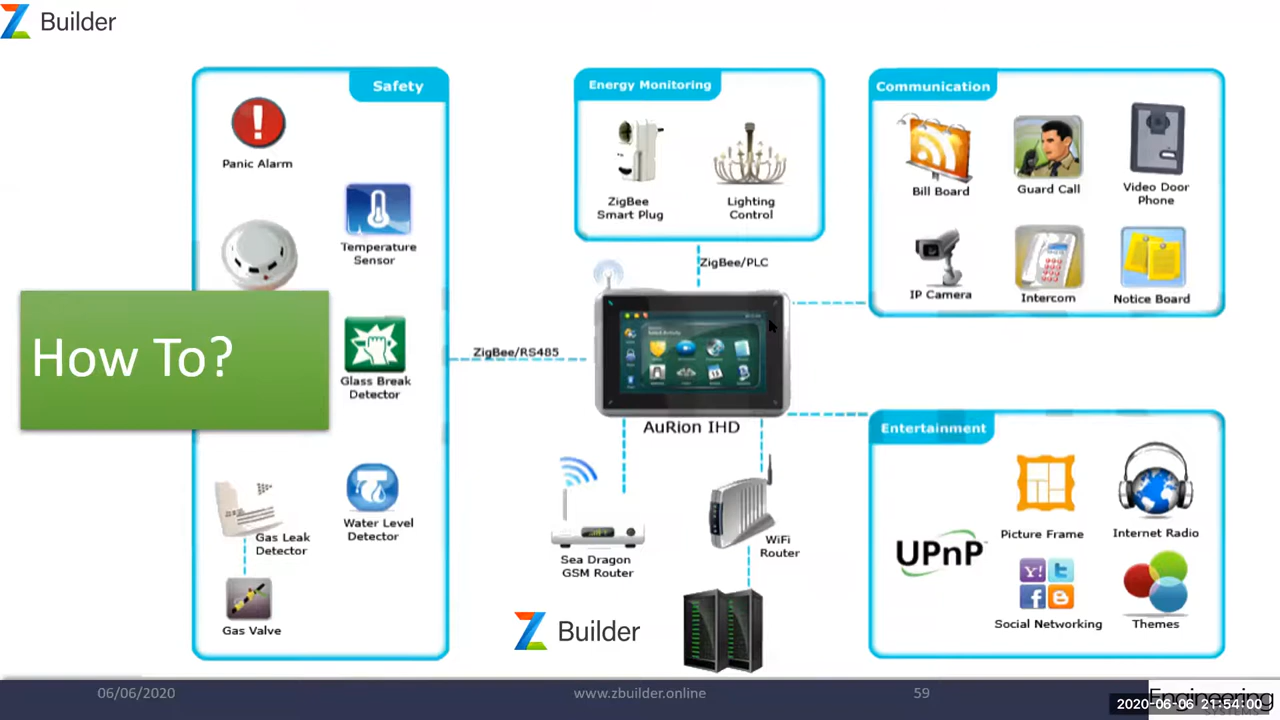 Builder
Safety
Panic Alarm
Temperature
Sensor
How To?
Glass Break
Detector
Gas Leak
Detector
Water Level
Detector
Gas Valve
ZigBee/RS485
Energy Monitoring
ZigBee
Smart Plug
Lighting
Control
ZigBee/PLC
AuRion IHD
Sea Dragon
GSM Router
WiFi
Router
Builder
Communication
Bill Board
Guard Call
Video Door
Phone
IP Camera
Intercom
Notice Board
Entertainment
UPnP
Picture Frame
Internet Radio
Social Networking
Themes
06/06/2020
www.zbuilder.online
59
Engineering
2020-06-06 21:54:00